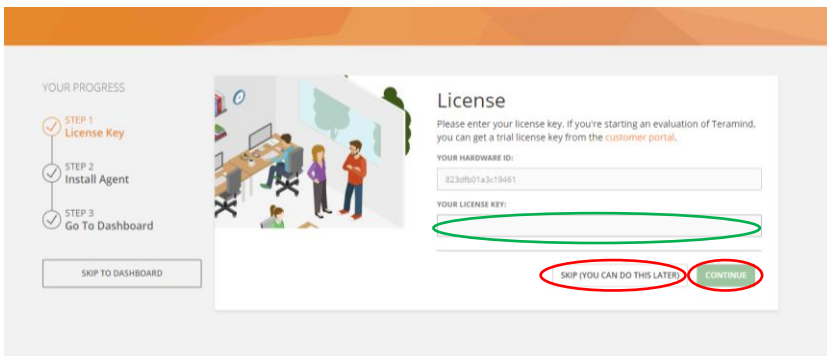 YOUR PROGRESS
STEP 1
License Key
STEP 2
Install Agent
STEP 3
Go To Dashboard
SKIP TO DASHBOARD
License
Please enter your license key. If you're starting an evaluation of Teramind,
you can get a trial license key from the customer portal.
YOUR HARDWARE ID:
823dfb01a3c19461
YOUR LICENSE KEY:
SKIP (YOU CAN DO THIS LATER)
CONTINUE